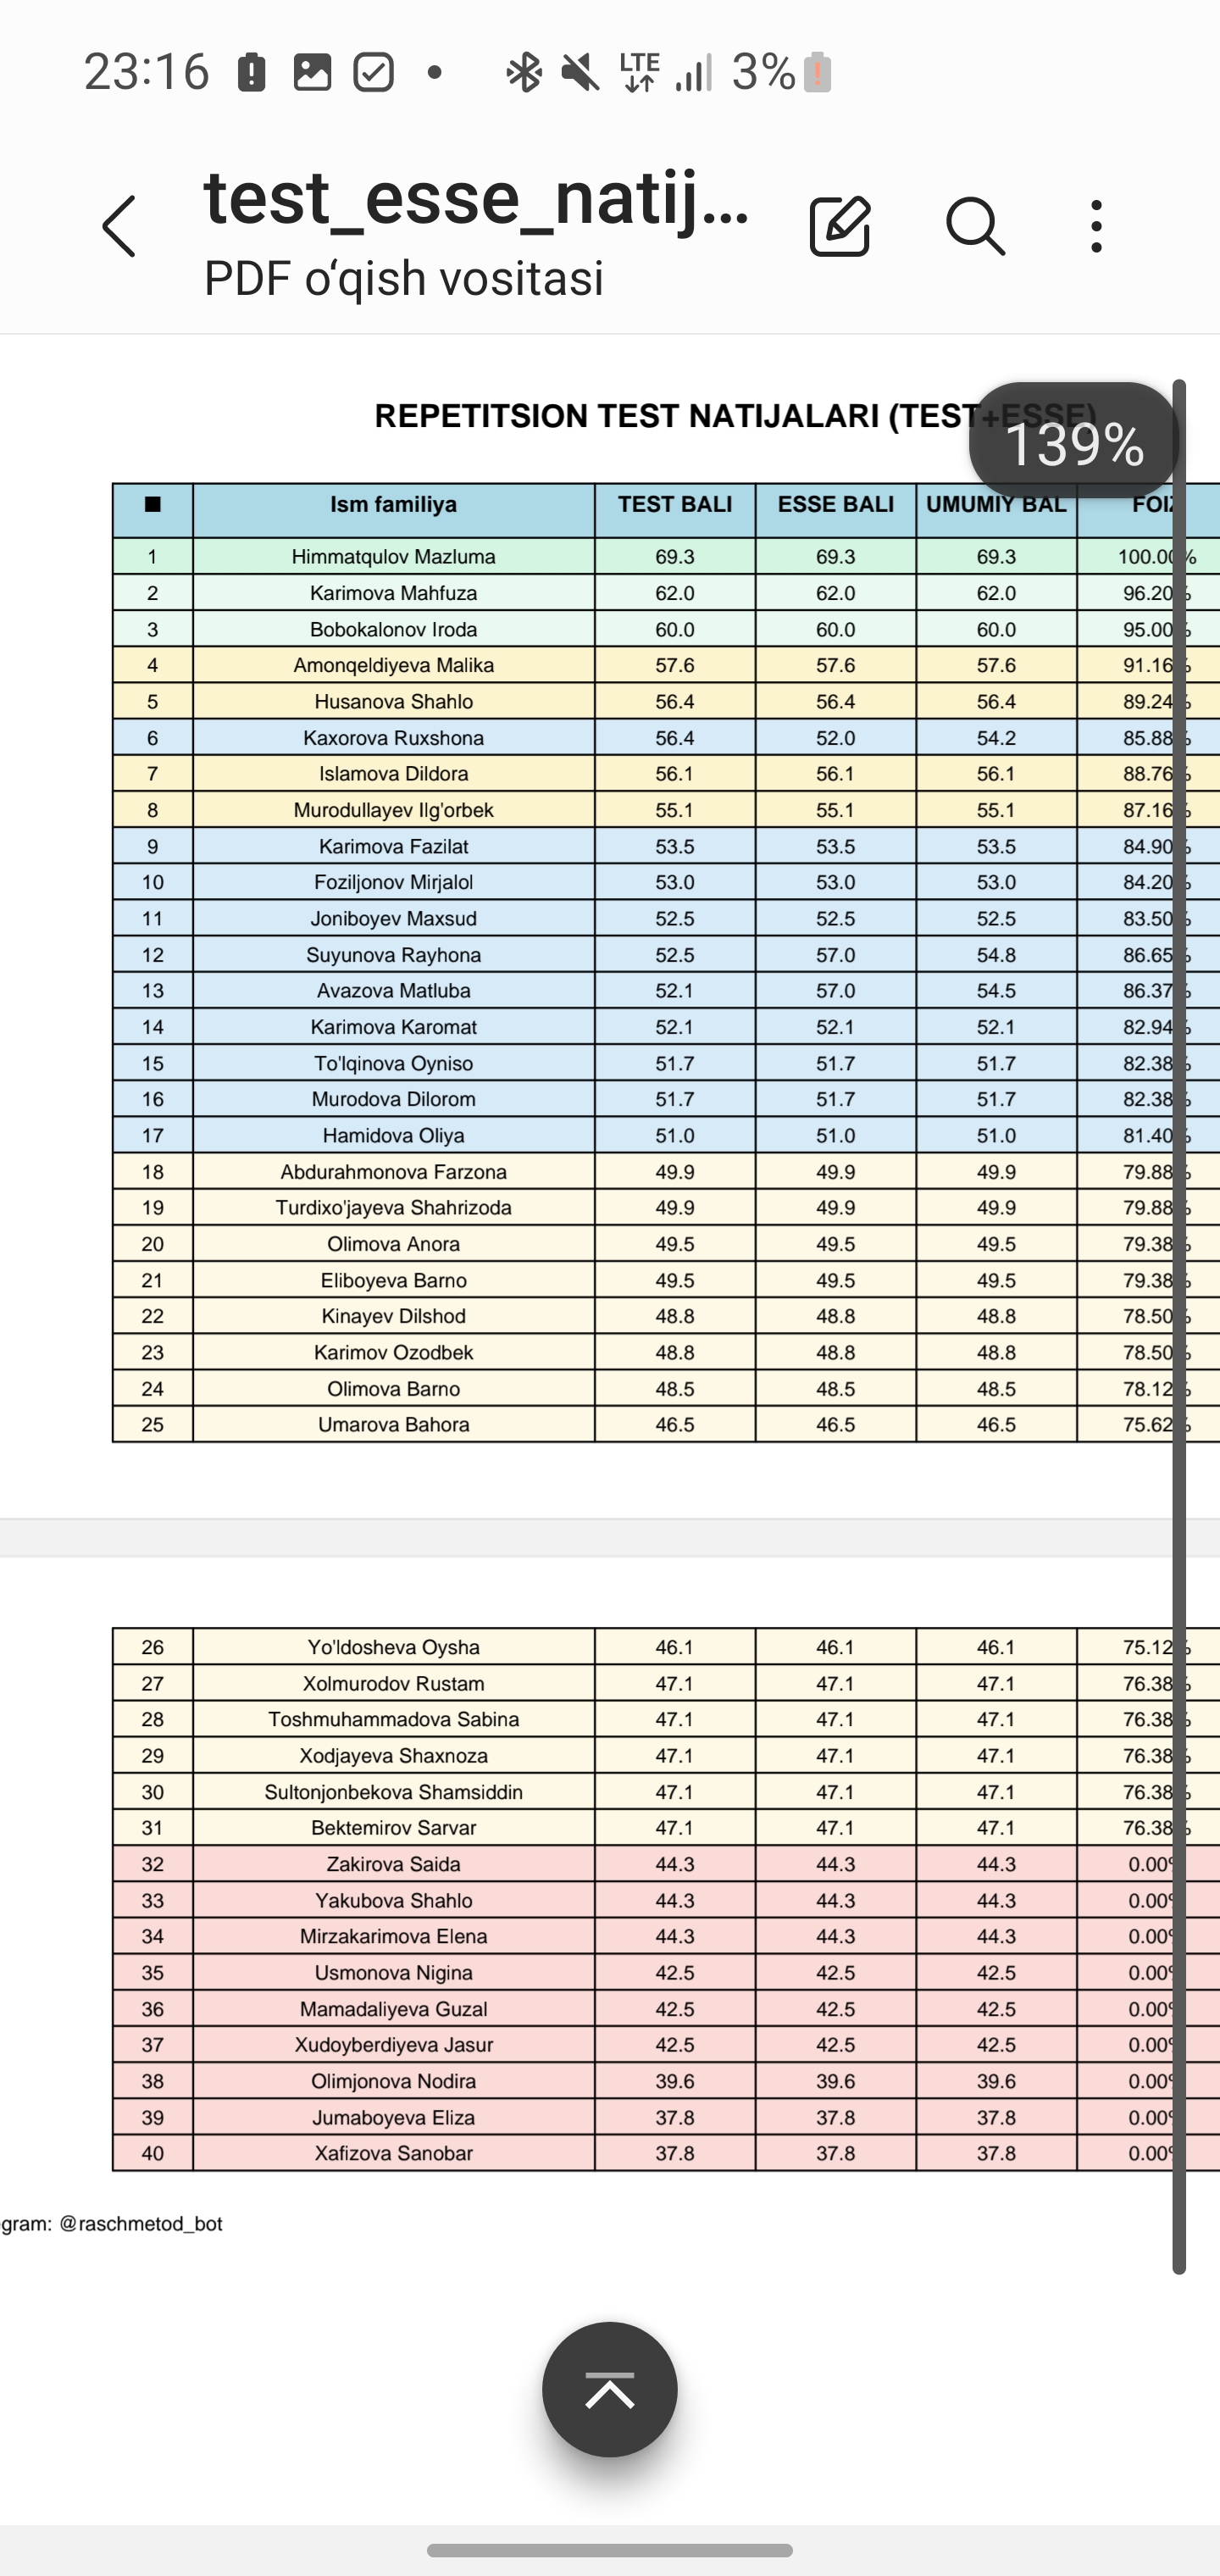 23:16 LTE 3%
test_esse_natij...
PDF oʻqish vositasi
139%
REPETITSION TEST NATIJALARI (TEST+ESSE)
■ Ism familiya TEST BALI ESSE BALI UMUMIY BAL FOIZ
1 Himmatqulov Mazluma 69.3 69.3 69.3 100.00%
2 Karimova Mahfuza 62.0 62.0 62.0 96.20%
3 Bobokalonov Iroda 60.0 60.0 60.0 95.00%
4 Amonqeldiyeva Malika 57.6 57.6 57.6 91.16%
5 Husanova Shahlo 56.4 56.4 56.4 89.24%
6 Kaxorova Ruxshona 56.4 52.0 54.2 85.88%
7 Islamova Dildora 56.1 56.1 56.1 88.76%
8 Murodullayev Ilg'orbek 55.1 55.1 55.1 87.16%
9 Karimova Fazilat 53.5 53.5 53.5 84.90%
10 Foziljonov Mirjalol 53.0 53.0 53.0 84.20%
11 Joniboyev Maxsud 52.5 52.5 52.5 83.50%
12 Suyunova Rayhona 52.5 57.0 54.8 86.65%
13 Avazova Matluba 52.1 57.0 54.5 86.37%
14 Karimova Karomat 52.1 52.1 52.1 82.94%
15 To'lqinova Oyniso 51.7 51.7 51.7 82.38%
16 Murodova Dilorom 51.7 51.7 51.7 82.38%
17 Hamidova Oliya 51.0 51.0 51.0 81.40%
18 Abdurahmonova Farzona 49.9 49.9 49.9 79.88%
19 Turdixo'jayeva Shahrizoda 49.9 49.9 49.9 79.88%
20 Olimova Anora 49.5 49.5 49.5 79.38%
21 Eliboyeva Barno 49.5 49.5 49.5 79.38%
22 Kinayev Dilshod 48.8 48.8 48.8 78.50%
23 Karimov Ozodbek 48.8 48.8 48.8 78.50%
24 Olimova Barno 48.5 48.5 48.5 78.12%
25 Umarova Bahora 46.5 46.5 46.5 75.62%
26 Yo'ldosheva Oysha 46.1 46.1 46.1 75.12%
27 Xolmurodov Rustam 47.1 47.1 47.1 76.38%
28 Toshmuhammadova Sabina 47.1 47.1 47.1 76.38%
29 Xodjayeva Shaxnoza 47.1 47.1 47.1 76.38%
30 Sultonjonbekova Shamsiddin 47.1 47.1 47.1 76.38%
31 Bektemirov Sarvar 47.1 47.1 47.1 76.38%
32 Zakirova Saida 44.3 44.3 44.3 0.00%
33 Yakubova Shahlo 44.3 44.3 44.3 0.00%
34 Mirzakarimova Elena 44.3 44.3 44.3 0.00%
35 Usmonova Nigina 42.5 42.5 42.5 0.00%
36 Mamadaliyeva Guzal 42.5 42.5 42.5 0.00%
37 Xudoyberdiyeva Jasur 42.5 42.5 42.5 0.00%
38 Olimjonova Nodira 39.6 39.6 39.6 0.00%
39 Jumaboyeva Eliza 37.8 37.8 37.8 0.00%
40 Xafizova Sanobar 37.8 37.8 37.8 0.00%
gram: @raschmetod_bot